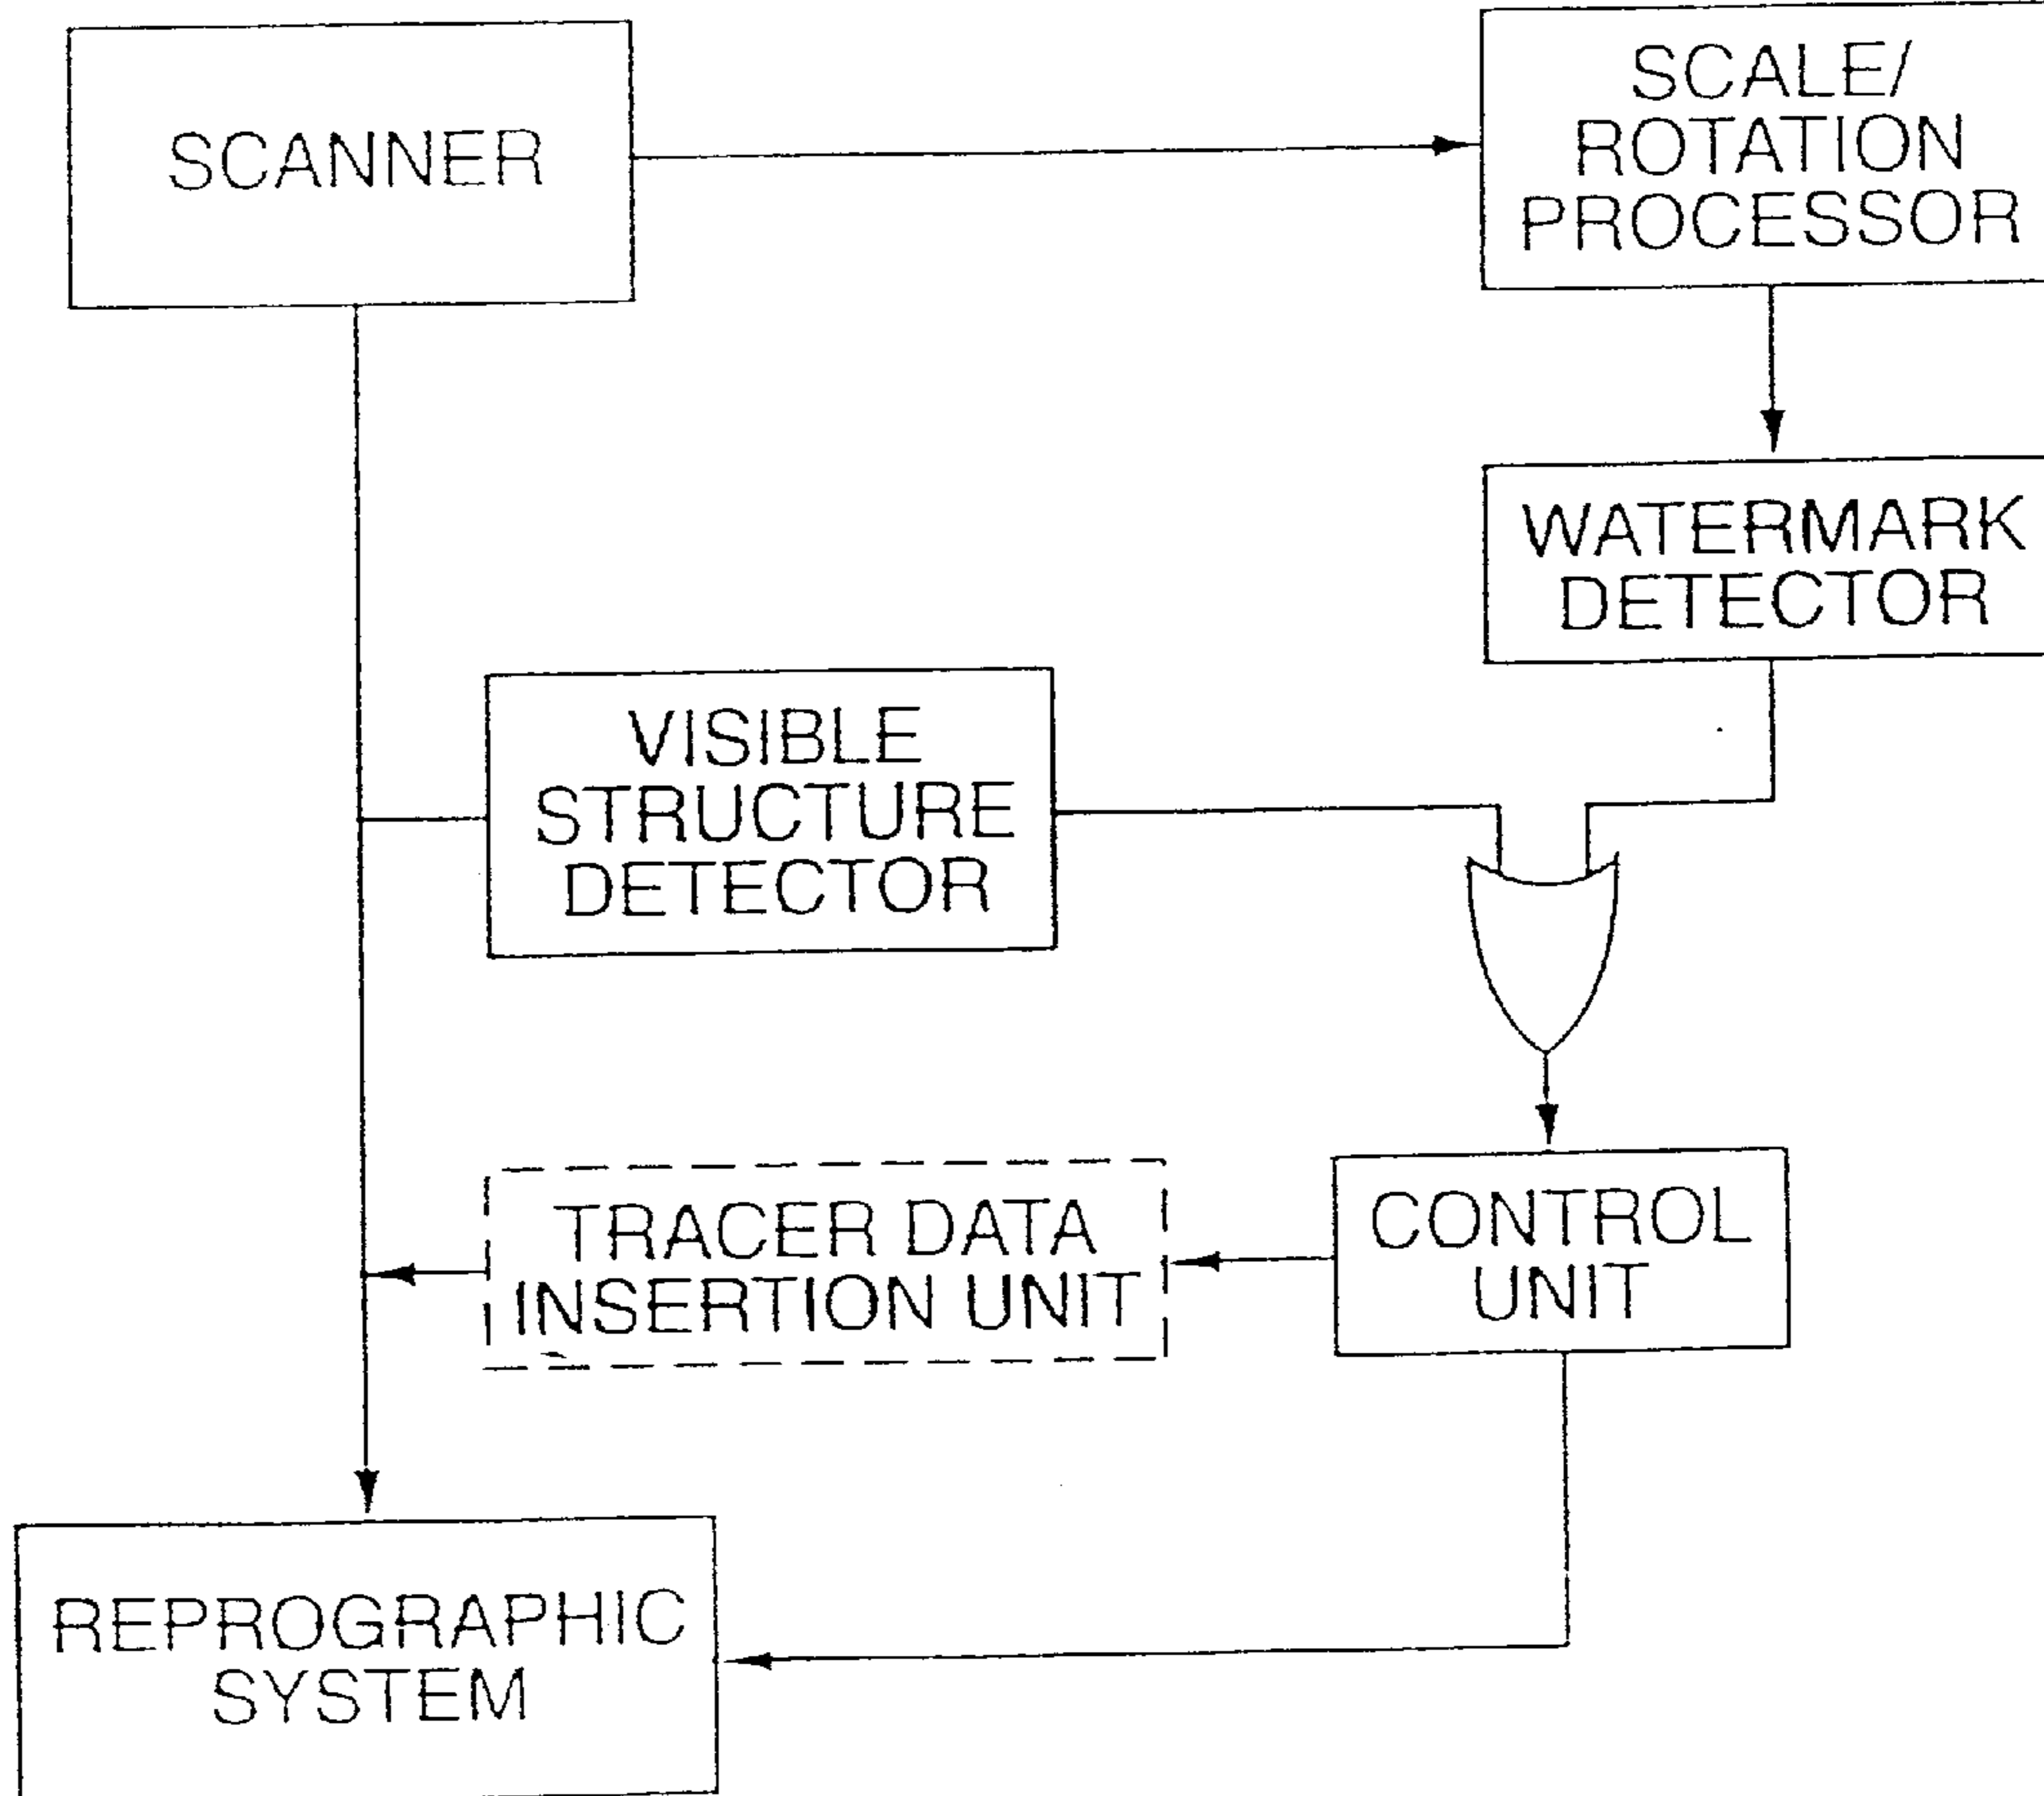 SCANNER
SCALE/
ROTATION
PROCESSOR
WATERMARK
DETECTOR
VISIBLE
STRUCTURE
DETECTOR
TRACER DATA
INSERTION UNIT
CONTROL
UNIT
REPROGRAPHIC
SYSTEM